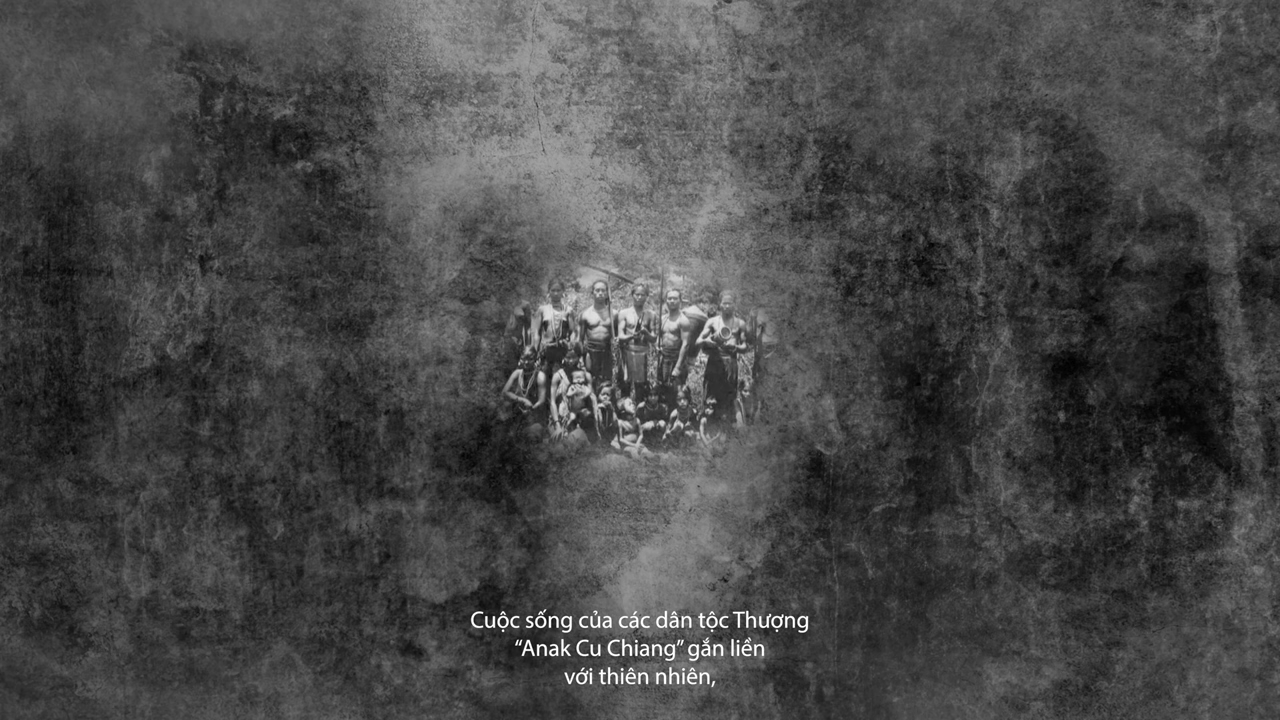 Cuộc sống của các dân tộc Thượng
“Anak Cu Chiang” gắn liền
với thiên nhiên,